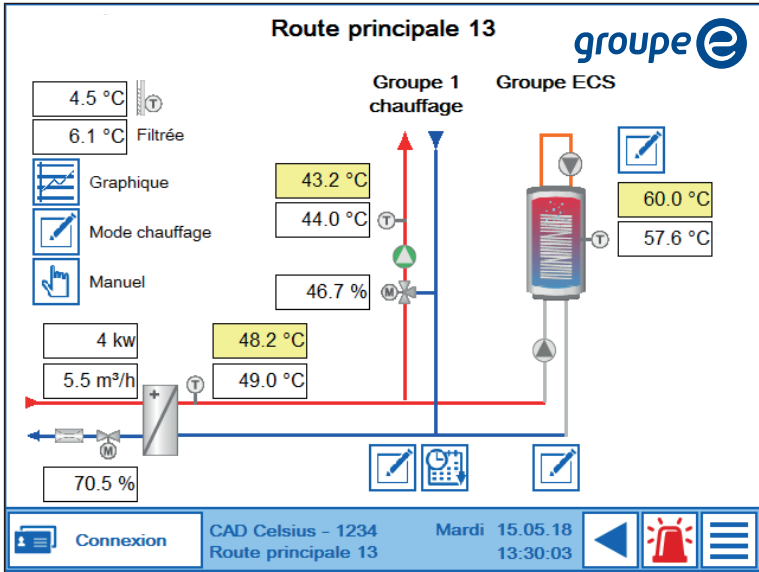 Route principale 13
groupe e
Groupe 1
chauffage
Groupe ECS
4.5 °C
T
6.1 °C Filtrée
Graphique
Mode chauffage
Manuel
43.2 °C
44.0 °C T
46.7 % M
60.0 °C
57.6 °C
T
4 kw
5.5 m³/h
48.2 °C
49.0 °C
T
+
-
M
70.5 %
Connexion
CAD Celsius - 1234
Route principale 13
Mardi 15.05.18
13:30:03